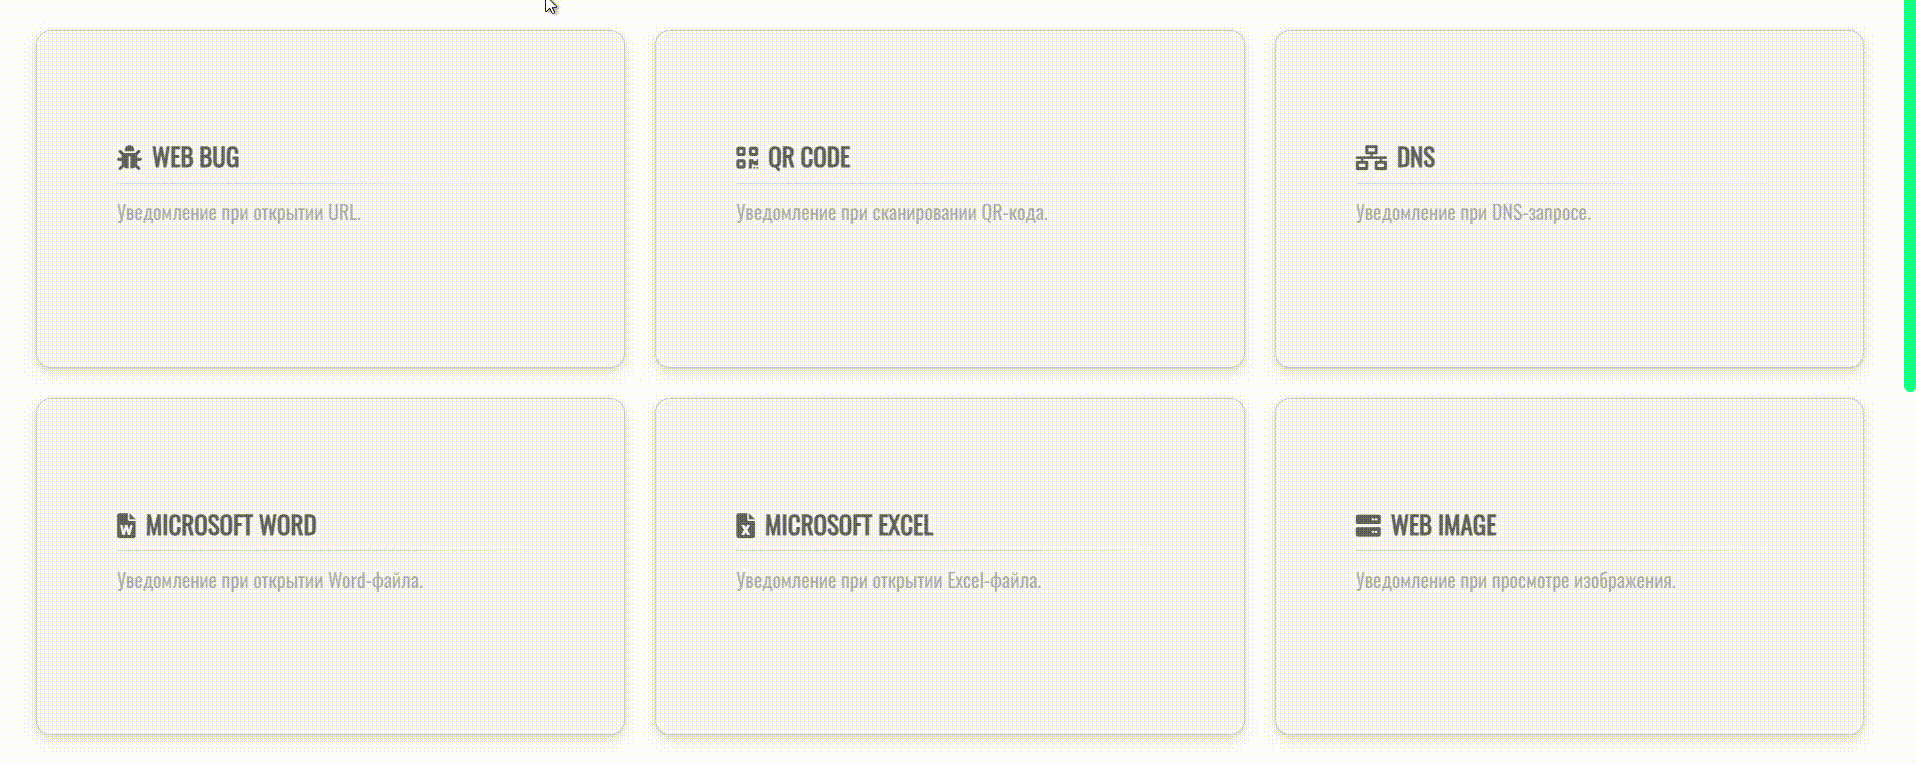 WEB BUG
Уведомление при открытии URL.
QR CODE
Уведомление при сканировании QR-кода.
DNS
Уведомление при DNS-запросе.
MICROSOFT WORD
Уведомление при открытии Word-файла.
MICROSOFT EXCEL
Уведомление при открытии Excel-файла.
WEB IMAGE
Уведомление при просмотре изображения.